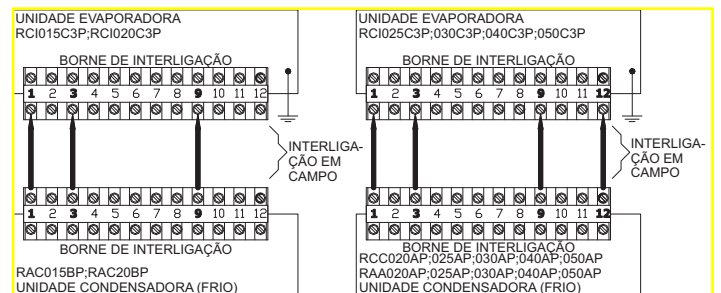 UNIDADE EVAPORADORA
RCI015C3P;RCI020C3P
BORNE DE INTERLIGAÇÃO
1 2 3 4 5 6 7 8 9 10 11 12
INTERLIGA-
ÇÃO EM
CAMPO
1 2 3 4 5 6 7 8 9 10 11 12
BORNE DE INTERLIGAÇÃO
RAC015BP;RAC20BP
UNIDADE CONDENSADORA (FRIO)
UNIDADE EVAPORADORA
RCI025C3P;030C3P;040C3P;050C3P
BORNE DE INTERLIGAÇÃO
1 2 3 4 5 6 7 8 9 10 11 12
INTERLIGA-
ÇÃO EM
CAMPO
1 2 3 4 5 6 7 8 9 10 11 12
BORNE DE INTERLIGAÇÃO
RCC020AP;025AP;030AP;040AP;050AP
RAA020AP;025AP;030AP;040AP;050AP
UNIDADE CONDENSADORA (FRIO)